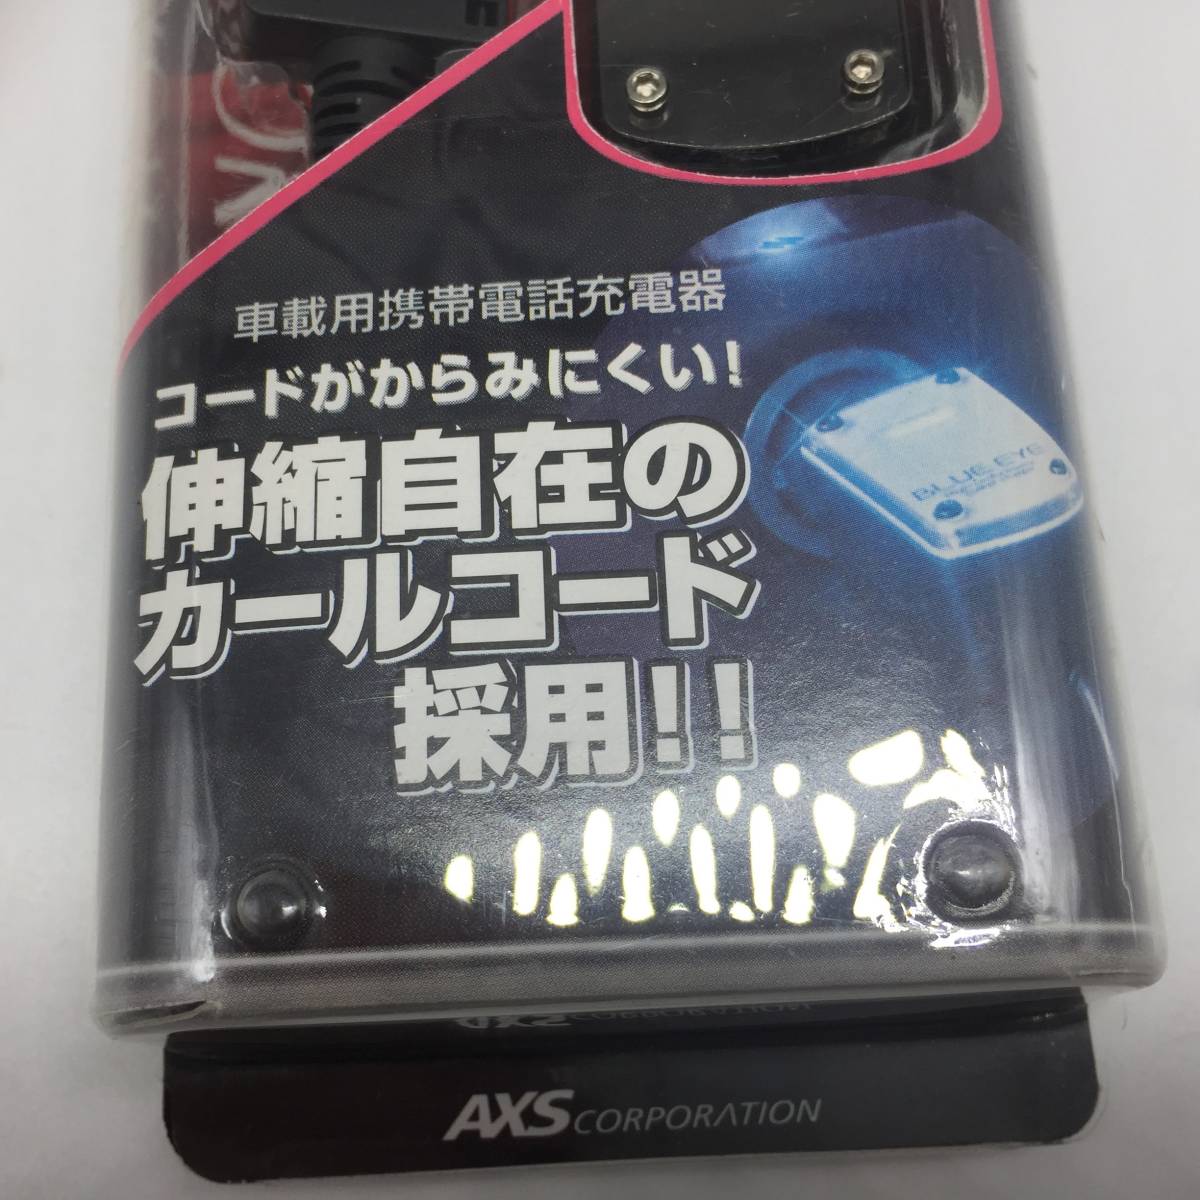 車載用携帯電話充電器
コードがからみにくい!
伸縮自在の
カールコード
採用!!
BLUE EYE
AXS CORPORATION